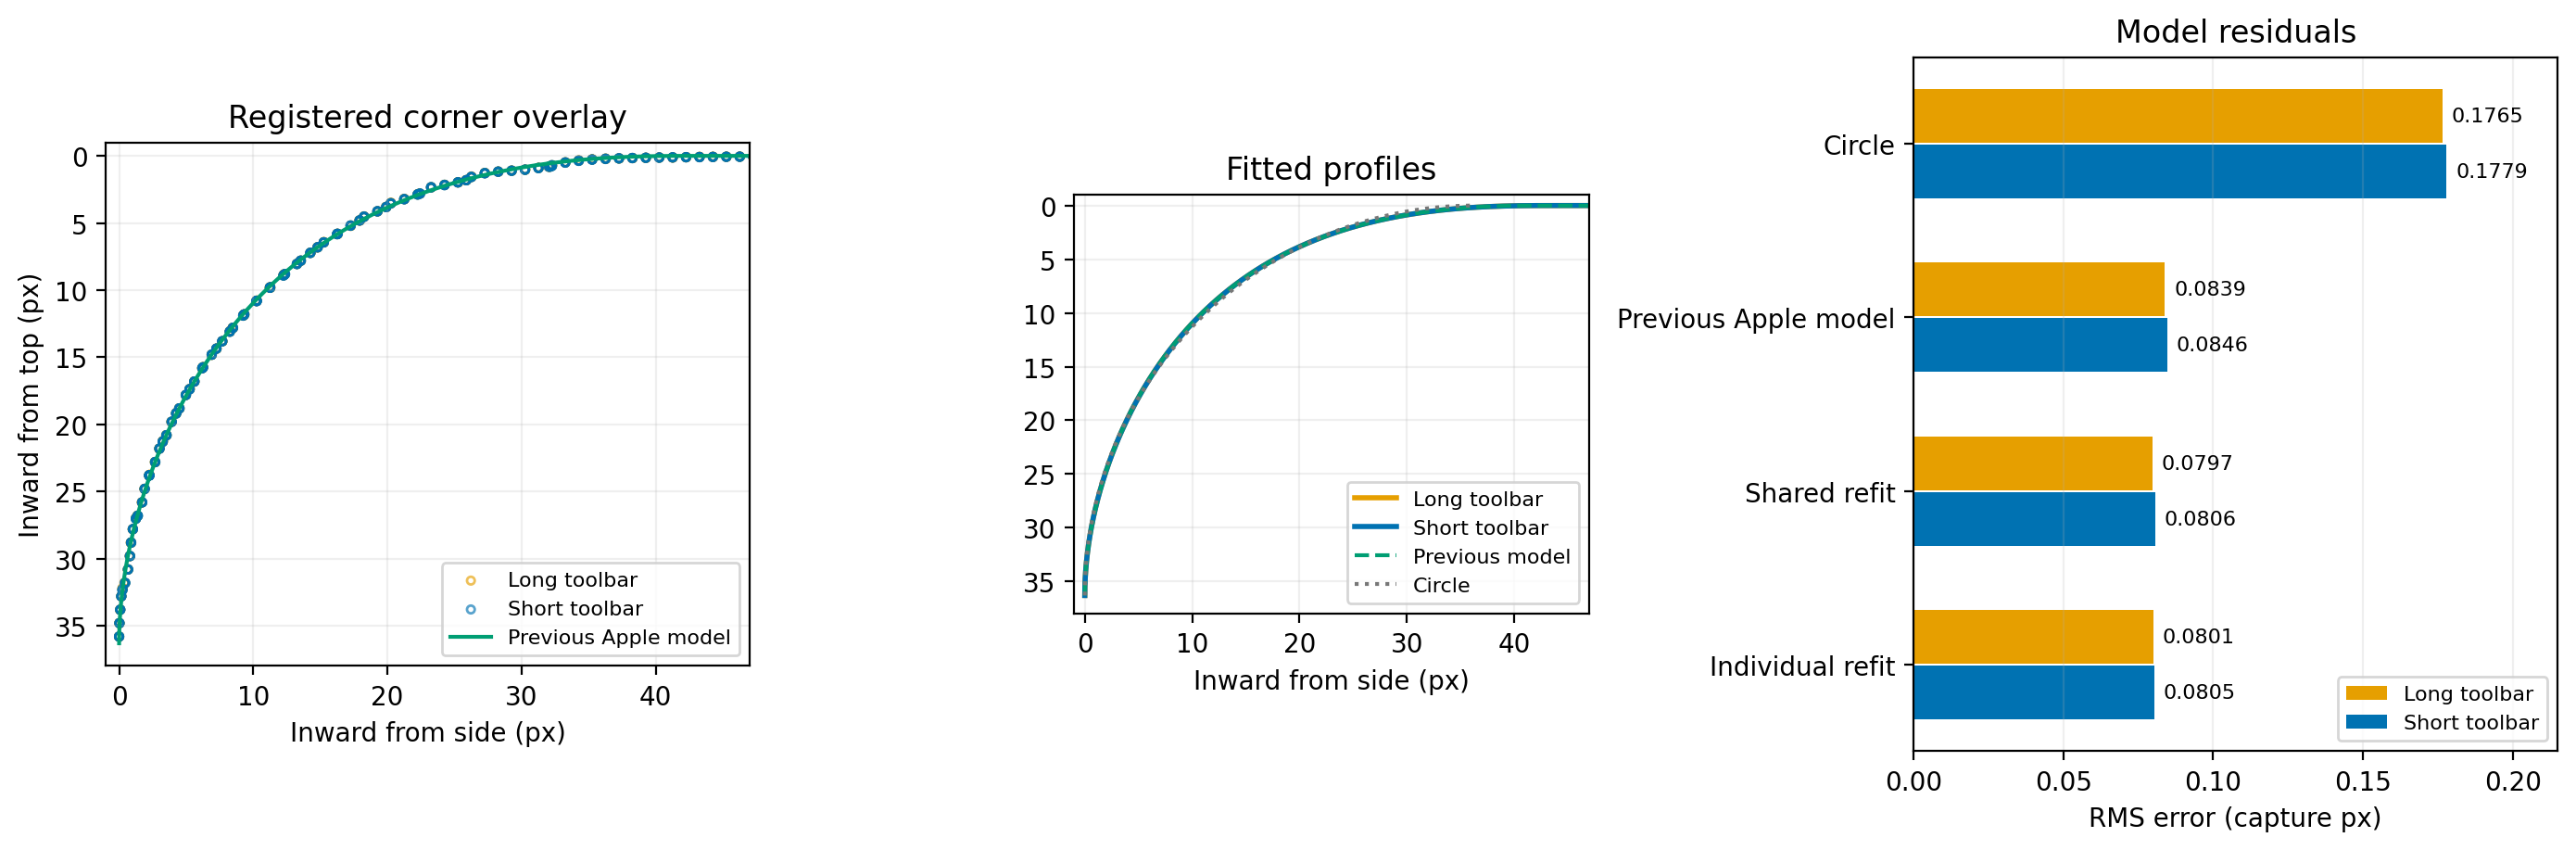 Registered corner overlay
Inward from top (px)
0
5
10
15
20
25
30
35
0
10
20
30
40
Inward from side (px)
Long toolbar
Short toolbar
Previous Apple model
Fitted profiles
0
5
10
15
20
25
30
35
0
10
20
30
40
Inward from side (px)
Long toolbar
Short toolbar
Previous model
Circle
Model residuals
Circle
0.1765
0.1779
Previous Apple model
0.0839
0.0846
Shared refit
0.0797
0.0806
Individual refit
0.0801
0.0805
Long toolbar
Short toolbar
0.00
0.05
0.10
0.15
0.20
RMS error (capture px)